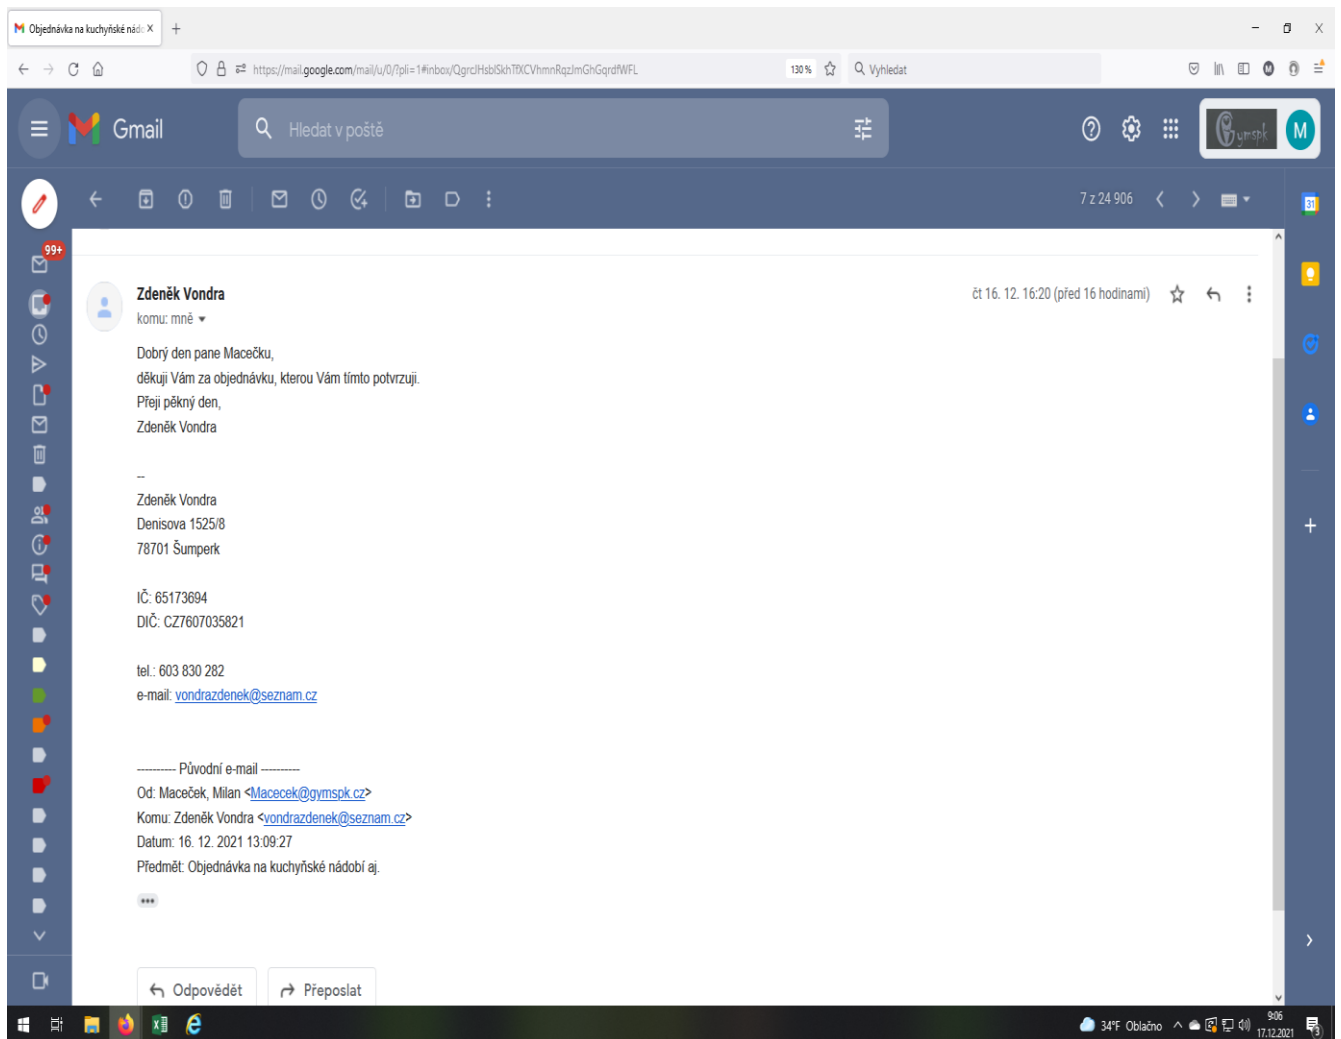 Objednávka na kuchyňské nádo
https://mail.google.com/mail/u/0/?pli=1#inbox/
130 %
Vyhledat
Gmail
Hledat v poště
Gymspk
M
7 z 24 906
31
99+
Zdeněk Vondra
čt 16. 12. 16:20 (před 16 hodinami)
komu: mně
Dobrý den pane Macečku,
děkuji Vám za objednávku, kterou Vám tímto potvrzuji.
Přeji pěkný den,
Zdeněk Vondra
--
Zdeněk Vondra
Denisova 1525/8
78701 Šumperk
IČ: 65173694
DIČ: CZ7607035821
tel.: 603 830 282
e-mail: vondrazdenek@seznam.cz
---------- Původní e-mail ----------
Od: Maceček, Milan <Macecek@gymspk.cz>
Komu: Zdeněk Vondra <vondrazdenek@seznam.cz>
Datum: 16. 12. 2021 13:09:27
Předmět: Objednávka na kuchyňské nádobí aj.
Odpovědět
Přeposlat
34°F Oblačno
9:06
17.12.2021
3